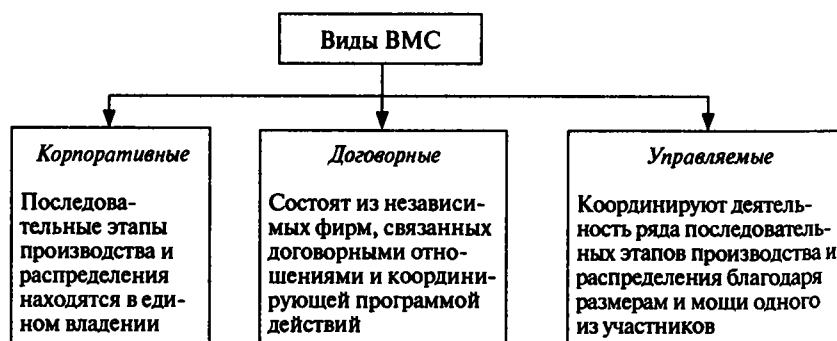 Виды ВМС
Корпоративные
Последова-
тельные этапы
производства и
распределения
находятся в еди-
ном владении
Договорные
Состоят из независи-
мых фирм, связанных
договорными отно-
шениями и координи-
рующей программой
действий
Управляемые
Координируют деятель-
ность ряда последователь-
ных этапов производства и
распределения благодаря
размерам и мощи одного
из участников